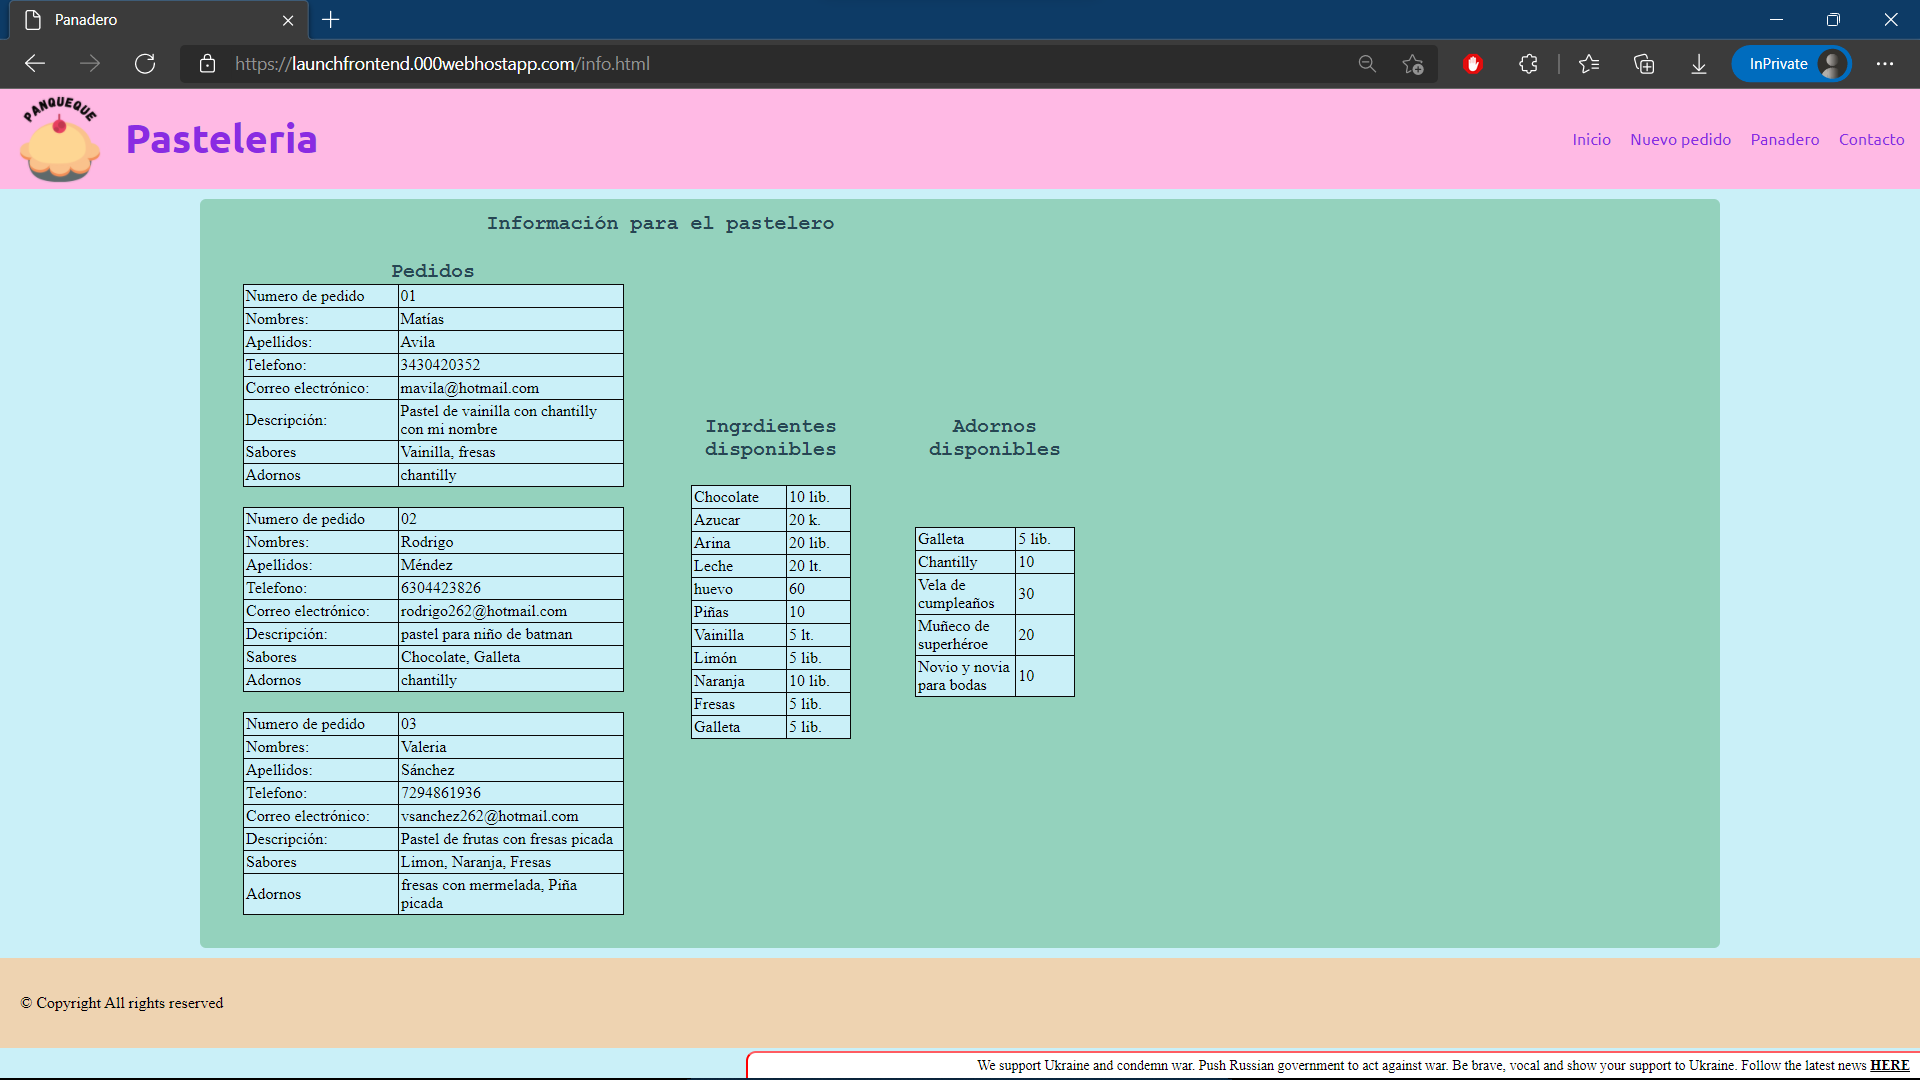 Panadero
https://launchfrontend.000webhostapp.com/info.html
InPrivate
PANQUEQUE
Pasteleria
Inicio Nuevo pedido Panadero Contacto
Información para el pastelero
Pedidos
Numero de pedido 01
Nombres: Matías
Apellidos: Avila
Telefono: 3430420352
Correo electrónico: mavila@hotmail.com
Descripción: Pastel de vainilla con chantilly
con mi nombre
Sabores Vainilla, fresas
Adornos chantilly
Numero de pedido 02
Nombres: Rodrigo
Apellidos: Méndez
Telefono: 6304423826
Correo electrónico: rodrigo262@hotmail.com
Descripción: pastel para niño de batman
Sabores Chocolate, Galleta
Adornos chantilly
Numero de pedido 03
Nombres: Valeria
Apellidos: Sánchez
Telefono: 7294861936
Correo electrónico: vsanchez262@hotmail.com
Descripción: Pastel de frutas con fresas picada
Sabores Limon, Naranja, Fresas
Adornos fresas con mermelada, Piña
picada
Ingrdientes
disponibles
Chocolate 10 lib.
Azucar 20 k.
Arina 20 lib.
Leche 20 lt.
huevo 60
Piñas 10
Vainilla 5 lt.
Limón 5 lib.
Naranja 10 lib.
Fresas 5 lib.
Galleta 5 lib.
Adornos
disponibles
Galleta 5 lib.
Chantilly 10
Vela de
cumpleaños 30
Muñeco de
superhéroe 20
Novio y novia
para bodas 10
© Copyright All rights reserved
We support Ukraine and condemn war. Push Russian government to act against war. Be brave, vocal and show your support to Ukraine. Follow the latest news HERE